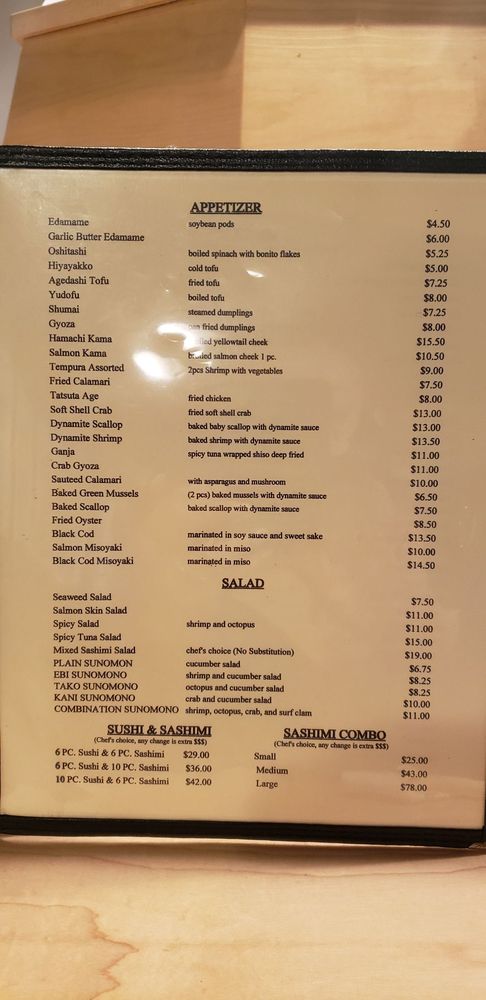 APPETIZER
Edamame soybean pods $4.50
Garlic Butter Edamame $6.00
Oshitashi boiled spinach with bonito flakes $5.25
Hiyayakko cold tofu $5.00
Agedashi Tofu fried tofu $7.25
Yudofu boiled tofu $8.00
Shumai steamed dumplings $7.25
Gyoza fried dumplings $8.00
Hamachi Kama yellowtail cheek $15.50
Salmon Kama broiled salmon cheek 1 pc. $10.50
Tempura Assorted 2pcs Shrimp with vegetables $9.00
Fried Calamari $7.50
Tatsuta Age fried chicken $8.00
Soft Shell Crab fried soft shell crab $13.00
Dynamite Scallop baked baby scallop with dynamite sauce $13.00
Dynamite Shrimp baked shrimp with dynamite sauce $13.50
Ganja spicy tuna wrapped shiso deep fried $11.00
Crab Gyoza $11.00
Sauteed Calamari with asparagus and mushroom $10.00
Baked Green Mussels (2 pcs) baked mussels with dynamite sauce $6.50
Baked Scallop baked scallop with dynamite sauce $7.50
Fried Oyster $8.50
Black Cod marinated in soy sauce and sweet sake $13.50
Salmon Misoyaki marinated in miso $10.00
Black Cod Misoyaki marinated in miso $14.50
SALAD
Seaweed Salad $7.50
Salmon Skin Salad $11.00
Spicy Salad shrimp and octopus $11.00
Spicy Tuna Salad $15.00
Mixed Sashimi Salad chef's choice (No Substitution) $19.00
PLAIN SUNOMON cucumber salad $6.75
EBI SUNOMONO shrimp and cucumber salad $8.25
TAKO SUNOMONO octopus and cucumber salad $8.25
KANI SUNOMONO crab and cucumber salad $10.00
COMBINATION SUNOMONO shrimp, octopus, crab, and surf clam $11.00
SUSHI & SASHIMI
(Chef's choice, any change is extra $$$)
6 PC. Sushi & 6 PC. Sashimi $29.00
6 PC. Sushi & 10 PC. Sashimi $36.00
10 PC. Sushi & 6 PC. Sashimi $42.00
SASHIMI COMBO
(Chef's choice, any change is extra $$$)
Small $25.00
Medium $43.00
Large $78.00